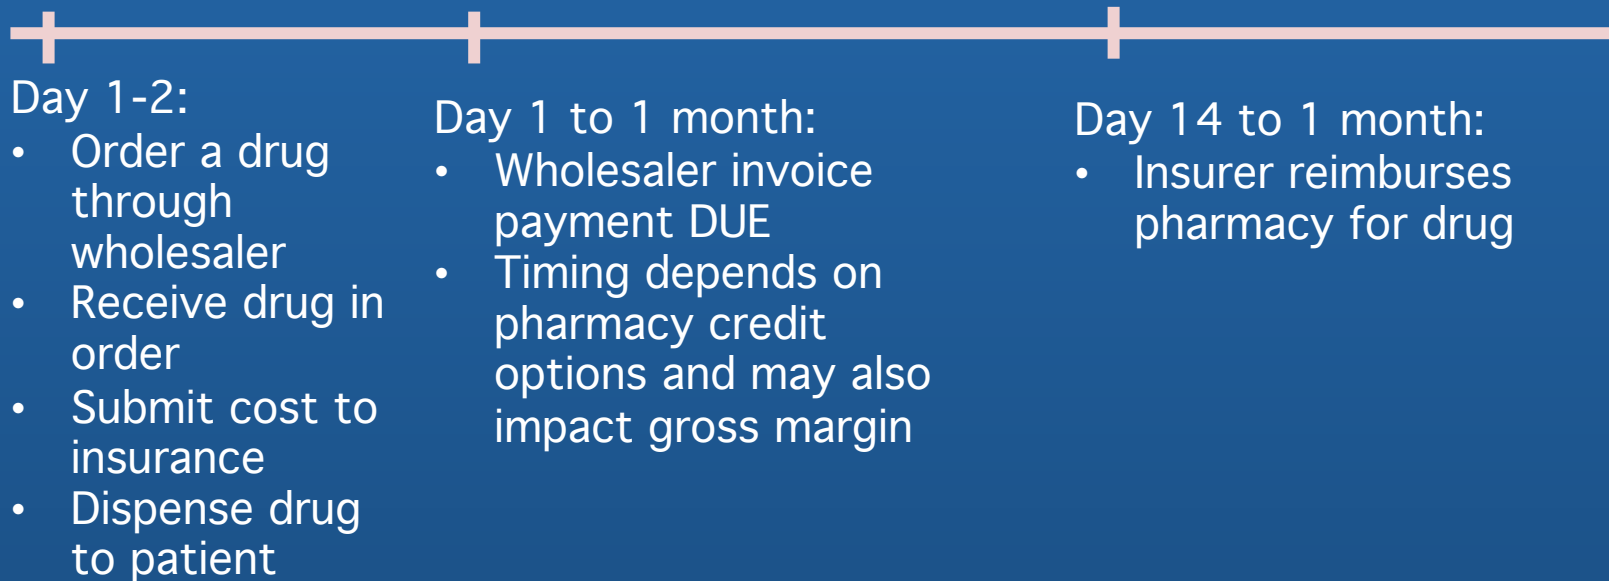 Day 1-2:
• Order a drug
through
wholesaler
• Receive drug in
order
• Submit cost to
insurance
• Dispense drug
to patient
Day 1 to 1 month:
• Wholesaler invoice
payment DUE
• Timing depends on
pharmacy credit
options and may also
impact gross margin
Day 14 to 1 month:
• Insurer reimburses
pharmacy for drug